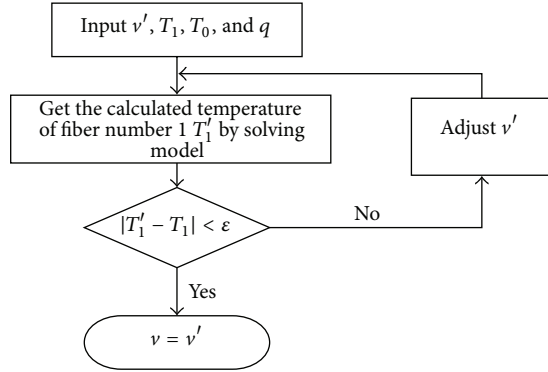 Input v′, T₁, T₀, and q
Get the calculated temperature
of fiber number 1 T₁′ by solving
model
Adjust v′
|T₁′ − T₁| < ε
No
Yes
v = v′